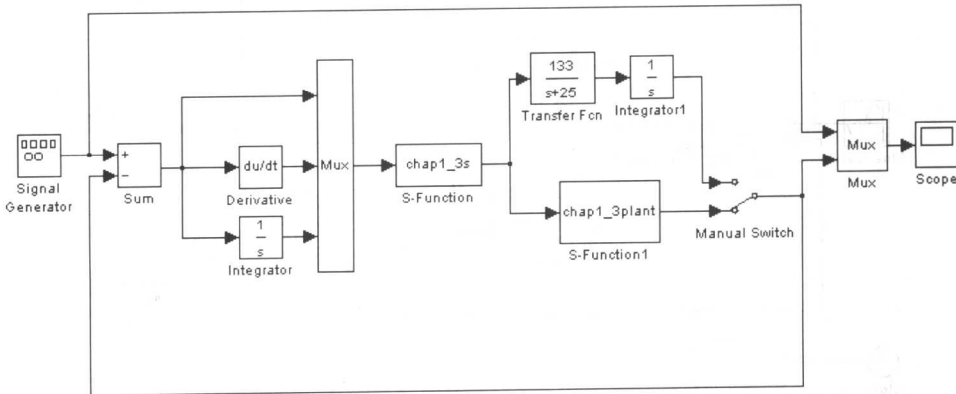 133
s+25
Transfer Fcn
1
s
Integrator1
Signal
Generator
+
−
Sum
du/dt
Derivative
1
s
Integrator
Mux
chap1_3s
S-Function
chap1_3plant
S-Function1
Manual Switch
Mux
Mux
Scope